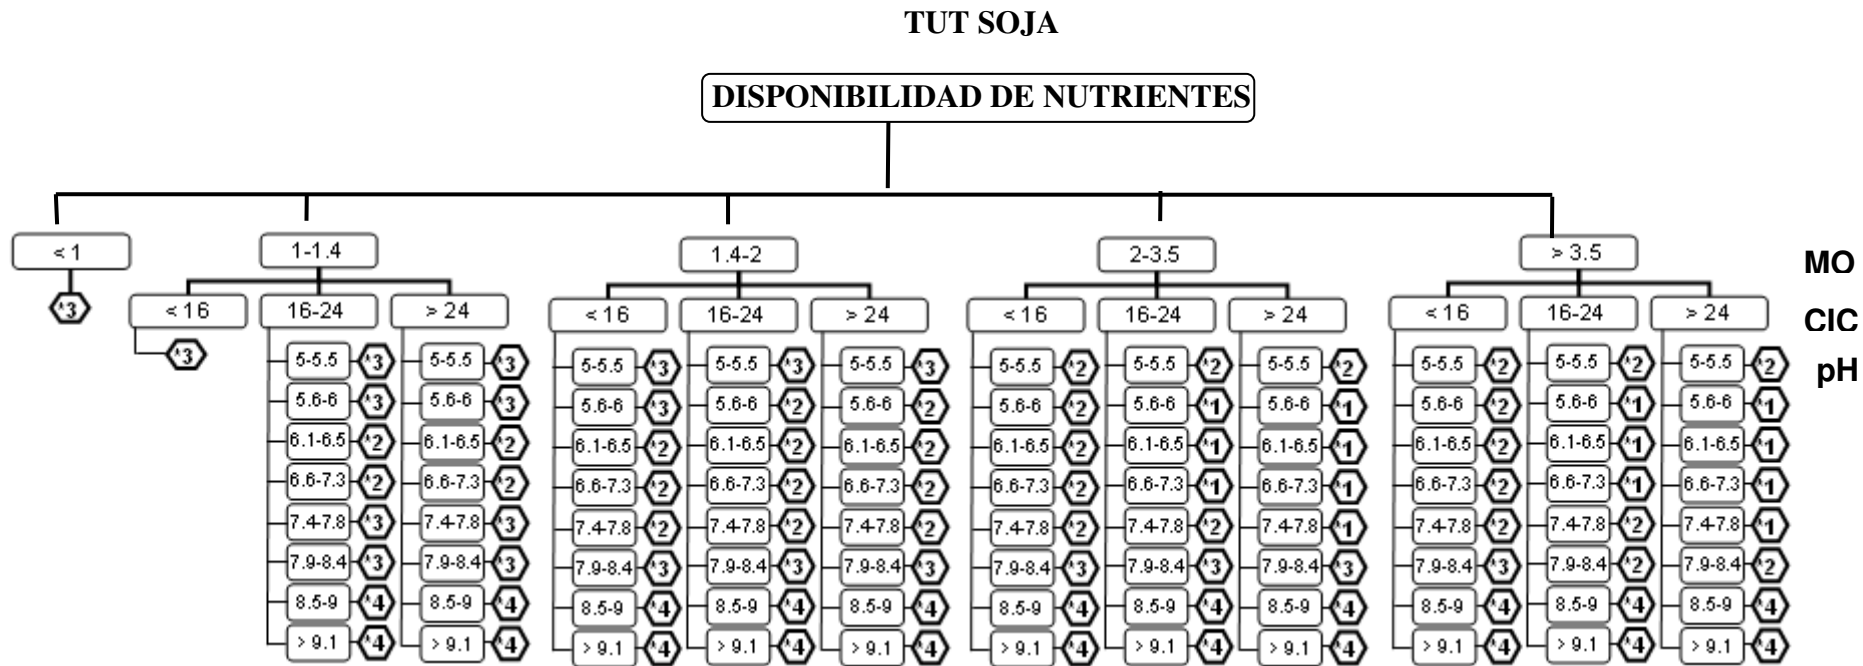 TUT SOJA
DISPONIBILIDAD DE NUTRIENTES
< 1 1-1.4 1.4-2 2-3.5 > 3.5 MO
*3 < 16 16-24 > 24 < 16 16-24 > 24 < 16 16-24 > 24 < 16 16-24 > 24 CIC
*3 5-5.5 *3 5-5.5 *3 5-5.5 *3 5-5.5 *3 5-5.5 *3 5-5.5 *2 5-5.5 *2 5-5.5 *2 5-5.5 *2 5-5.5 *2 5-5.5 *2 pH
5.6-6 *3 5.6-6 *3 5.6-6 *3 5.6-6 *2 5.6-6 *2 5.6-6 *2 5.6-6 *1 5.6-6 *1 5.6-6 *2 5.6-6 *1 5.6-6 *1
6.1-6.5 *2 6.1-6.5 *2 6.1-6.5 *2 6.1-6.5 *2 6.1-6.5 *2 6.1-6.5 *2 6.1-6.5 *1 6.1-6.5 *1 6.1-6.5 *2 6.1-6.5 *1 6.1-6.5 *1
6.6-7.3 *2 6.6-7.3 *2 6.6-7.3 *2 6.6-7.3 *2 6.6-7.3 *2 6.6-7.3 *2 6.6-7.3 *1 6.6-7.3 *1 6.6-7.3 *2 6.6-7.3 *1 6.6-7.3 *1
7.4-7.8 *3 7.4-7.8 *3 7.4-7.8 *2 7.4-7.8 *2 7.4-7.8 *2 7.4-7.8 *2 7.4-7.8 *2 7.4-7.8 *1 7.4-7.8 *2 7.4-7.8 *2 7.4-7.8 *1
7.9-8.4 *3 7.9-8.4 *3 7.9-8.4 *3 7.9-8.4 *3 7.9-8.4 *3 7.9-8.4 *3 7.9-8.4 *3 7.9-8.4 *3 7.9-8.4 *3 7.9-8.4 *2 7.9-8.4 *2
8.5-9 *4 8.5-9 *4 8.5-9 *4 8.5-9 *4 8.5-9 *4 8.5-9 *4 8.5-9 *4 8.5-9 *4 8.5-9 *4 8.5-9 *4 8.5-9 *4
> 9.1 *4 > 9.1 *4 > 9.1 *4 > 9.1 *4 > 9.1 *4 > 9.1 *4 > 9.1 *4 > 9.1 *4 > 9.1 *4 > 9.1 *4 > 9.1 *4